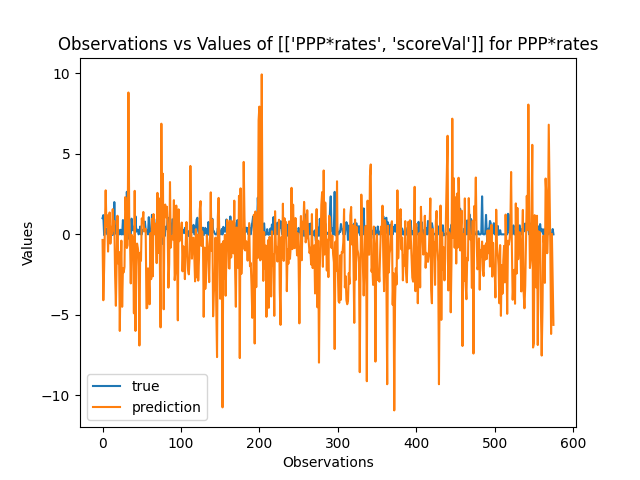 Observations vs Values of [['PPP*rates', 'scoreVal']] for PPP*rates
10
5
0
−5
−10
Values
true
prediction
0 100 200 300 400 500 600
Observations